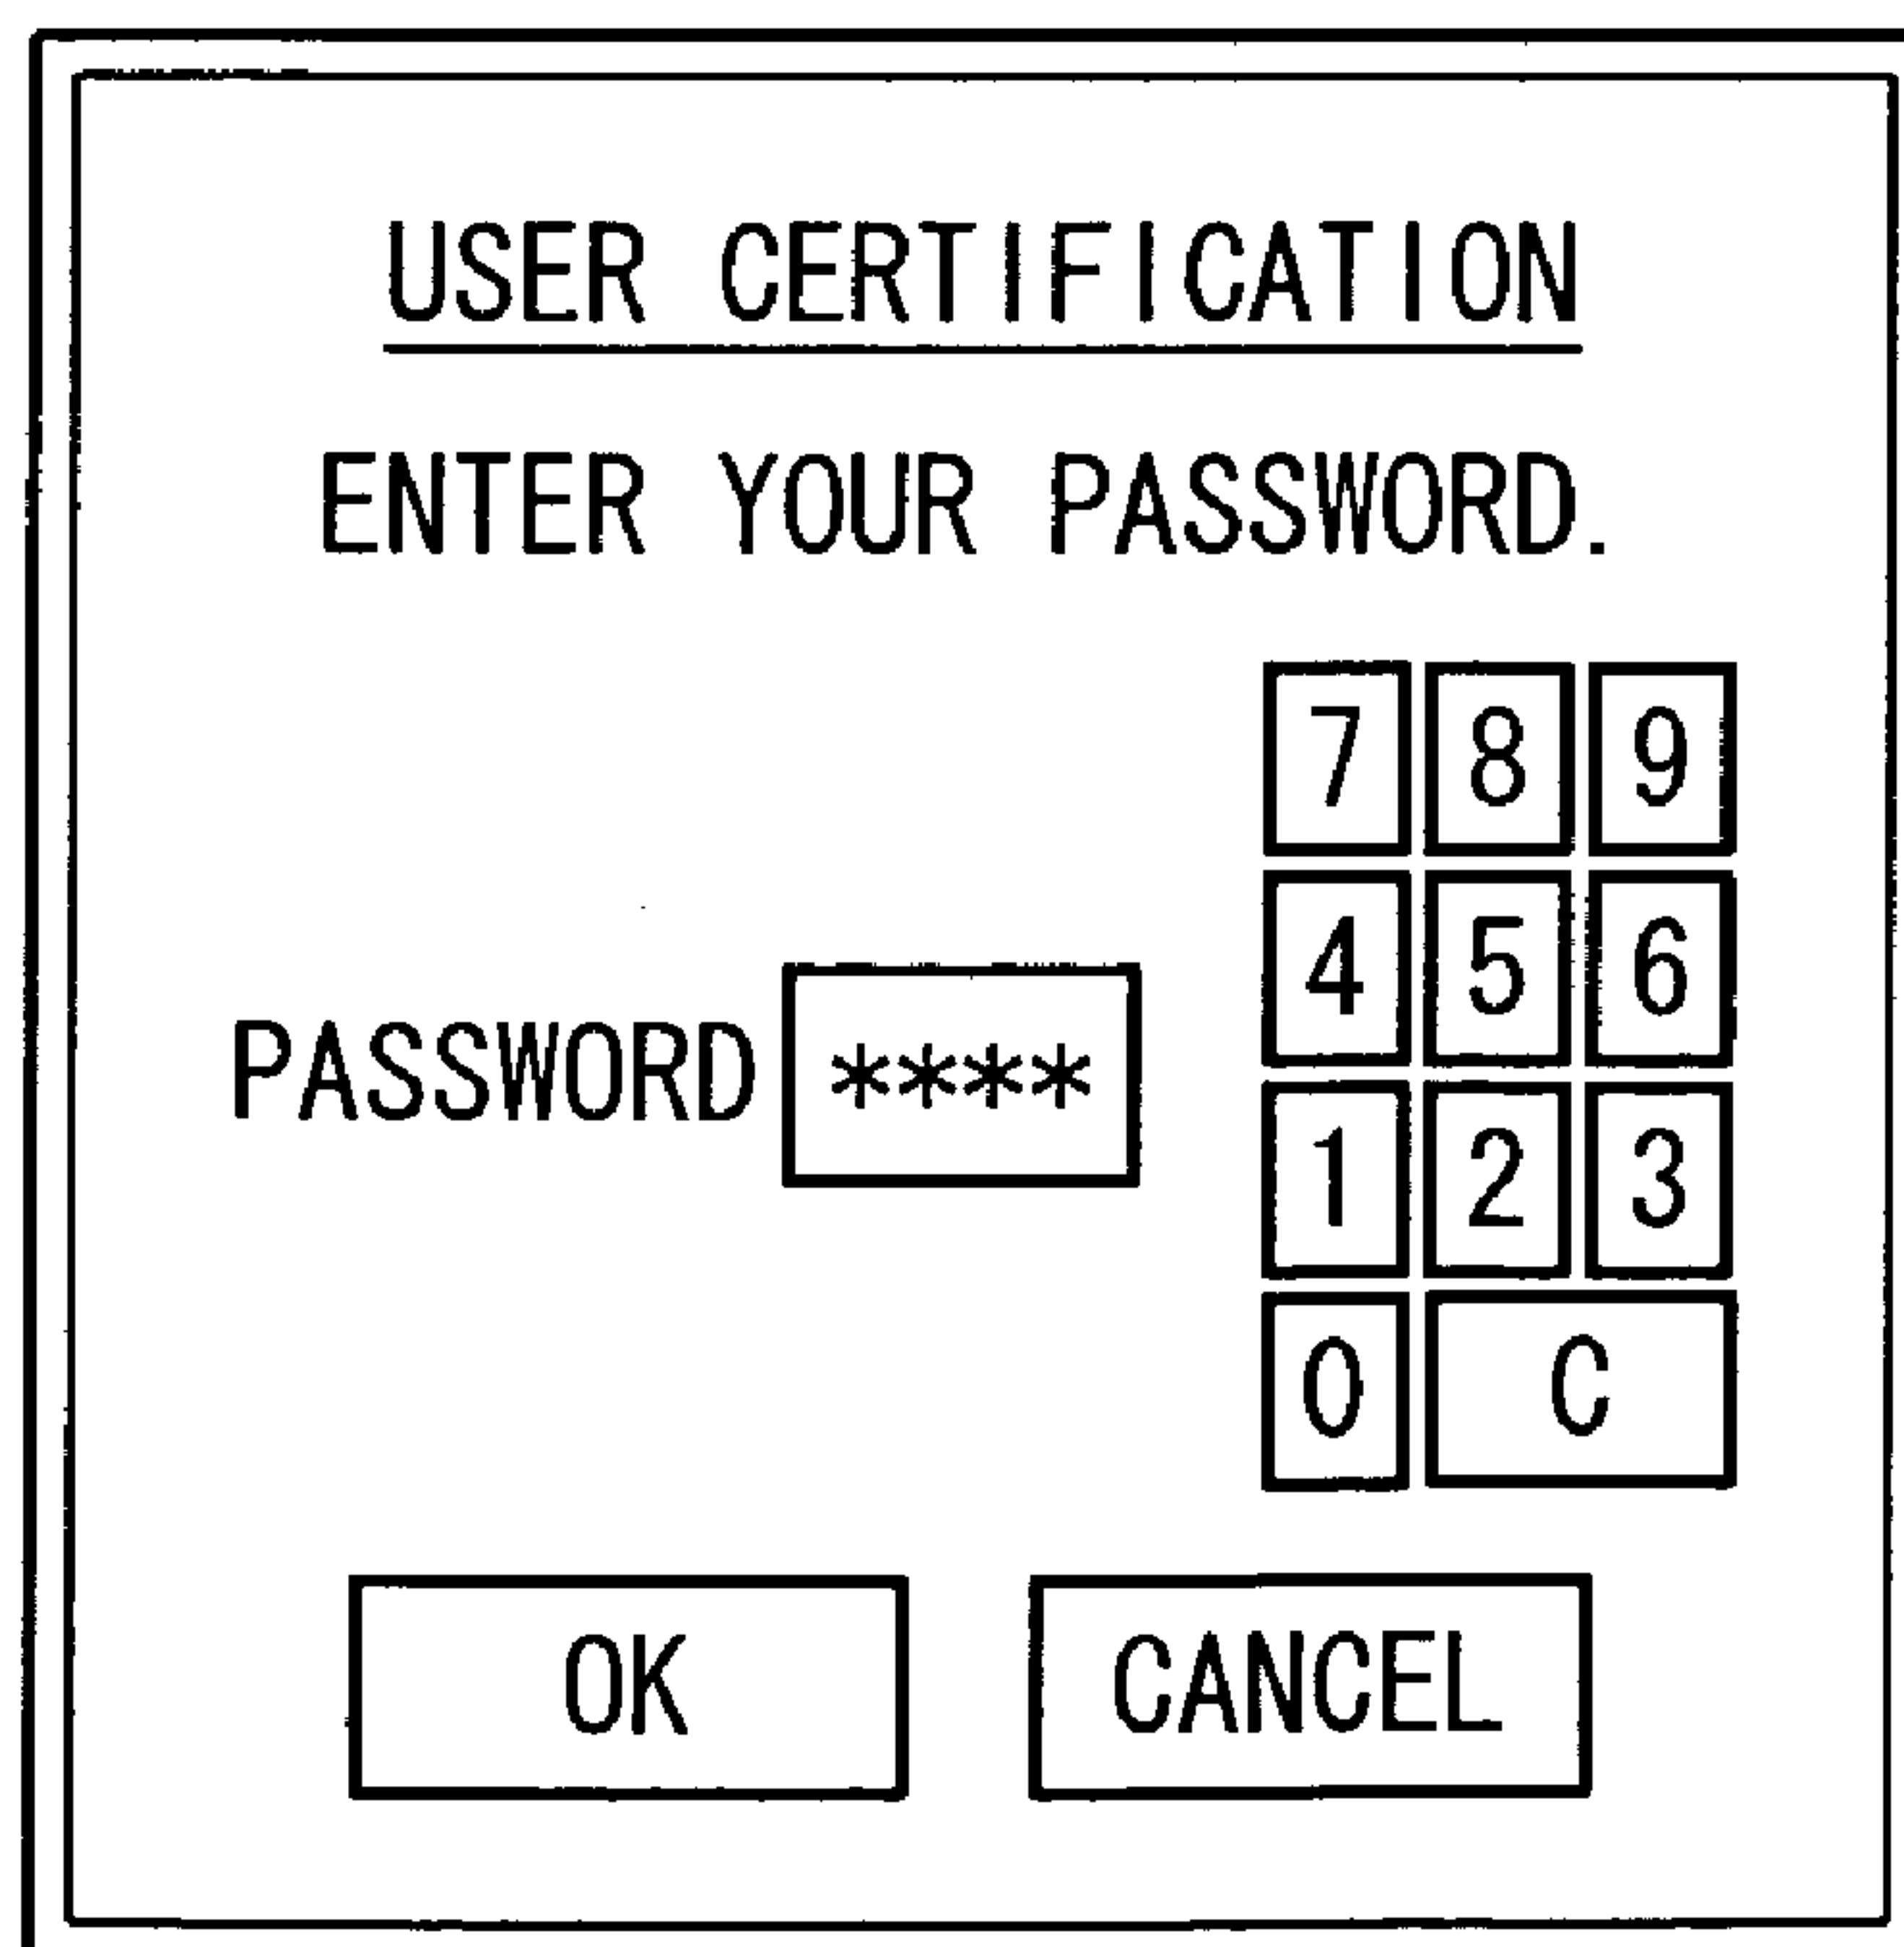 USER CERTIFICATION
ENTER YOUR PASSWORD.
7 8 9
4 5 6
PASSWORD ****
1 2 3
0 C
OK CANCEL